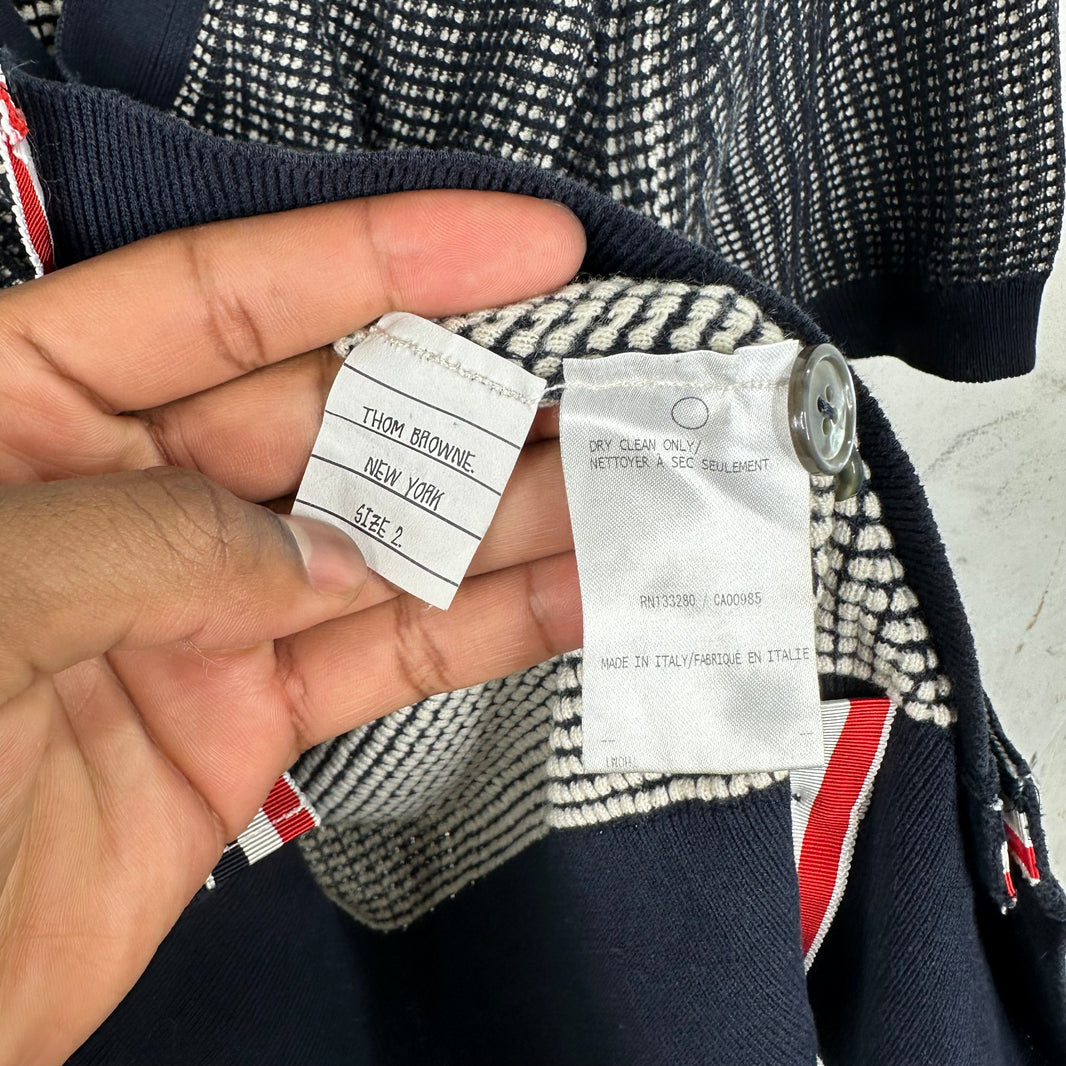 THOM BROWNE.
NEW YORK
SIZE 2.
DRY CLEAN ONLY/
NETTOYER À SEC SEULEMENT
RN133280 / CA00985
MADE IN ITALY/FABRIQUÉ EN ITALIE